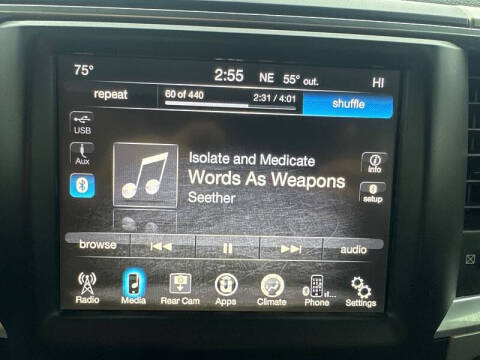 75° 2:55 NE 55° out. HI
repeat 60 of 440 2:31 / 4:01 shuffle
USB
Aux
Isolate and Medicate
Words As Weapons
Seether
info
setup
browse audio
Radio Media Rear Cam Apps Climate Phone Settings